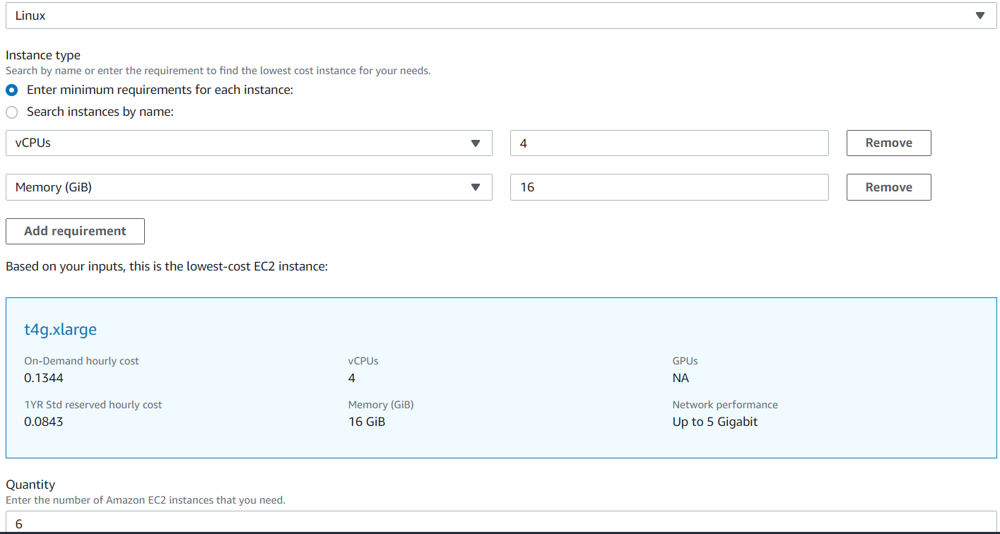 Linux
Instance type
Search by name or enter the requirement to find the lowest cost instance for your needs.
Enter minimum requirements for each instance:
Search instances by name:
vCPUs 4 Remove
Memory (GiB) 16 Remove
Add requirement
Based on your inputs, this is the lowest-cost EC2 instance:
t4g.xlarge
On-Demand hourly cost vCPUs GPUs
0.1344 4 NA
1YR Std reserved hourly cost Memory (GiB) Network performance
0.0843 16 GiB Up to 5 Gigabit
Quantity
Enter the number of Amazon EC2 instances that you need.
6